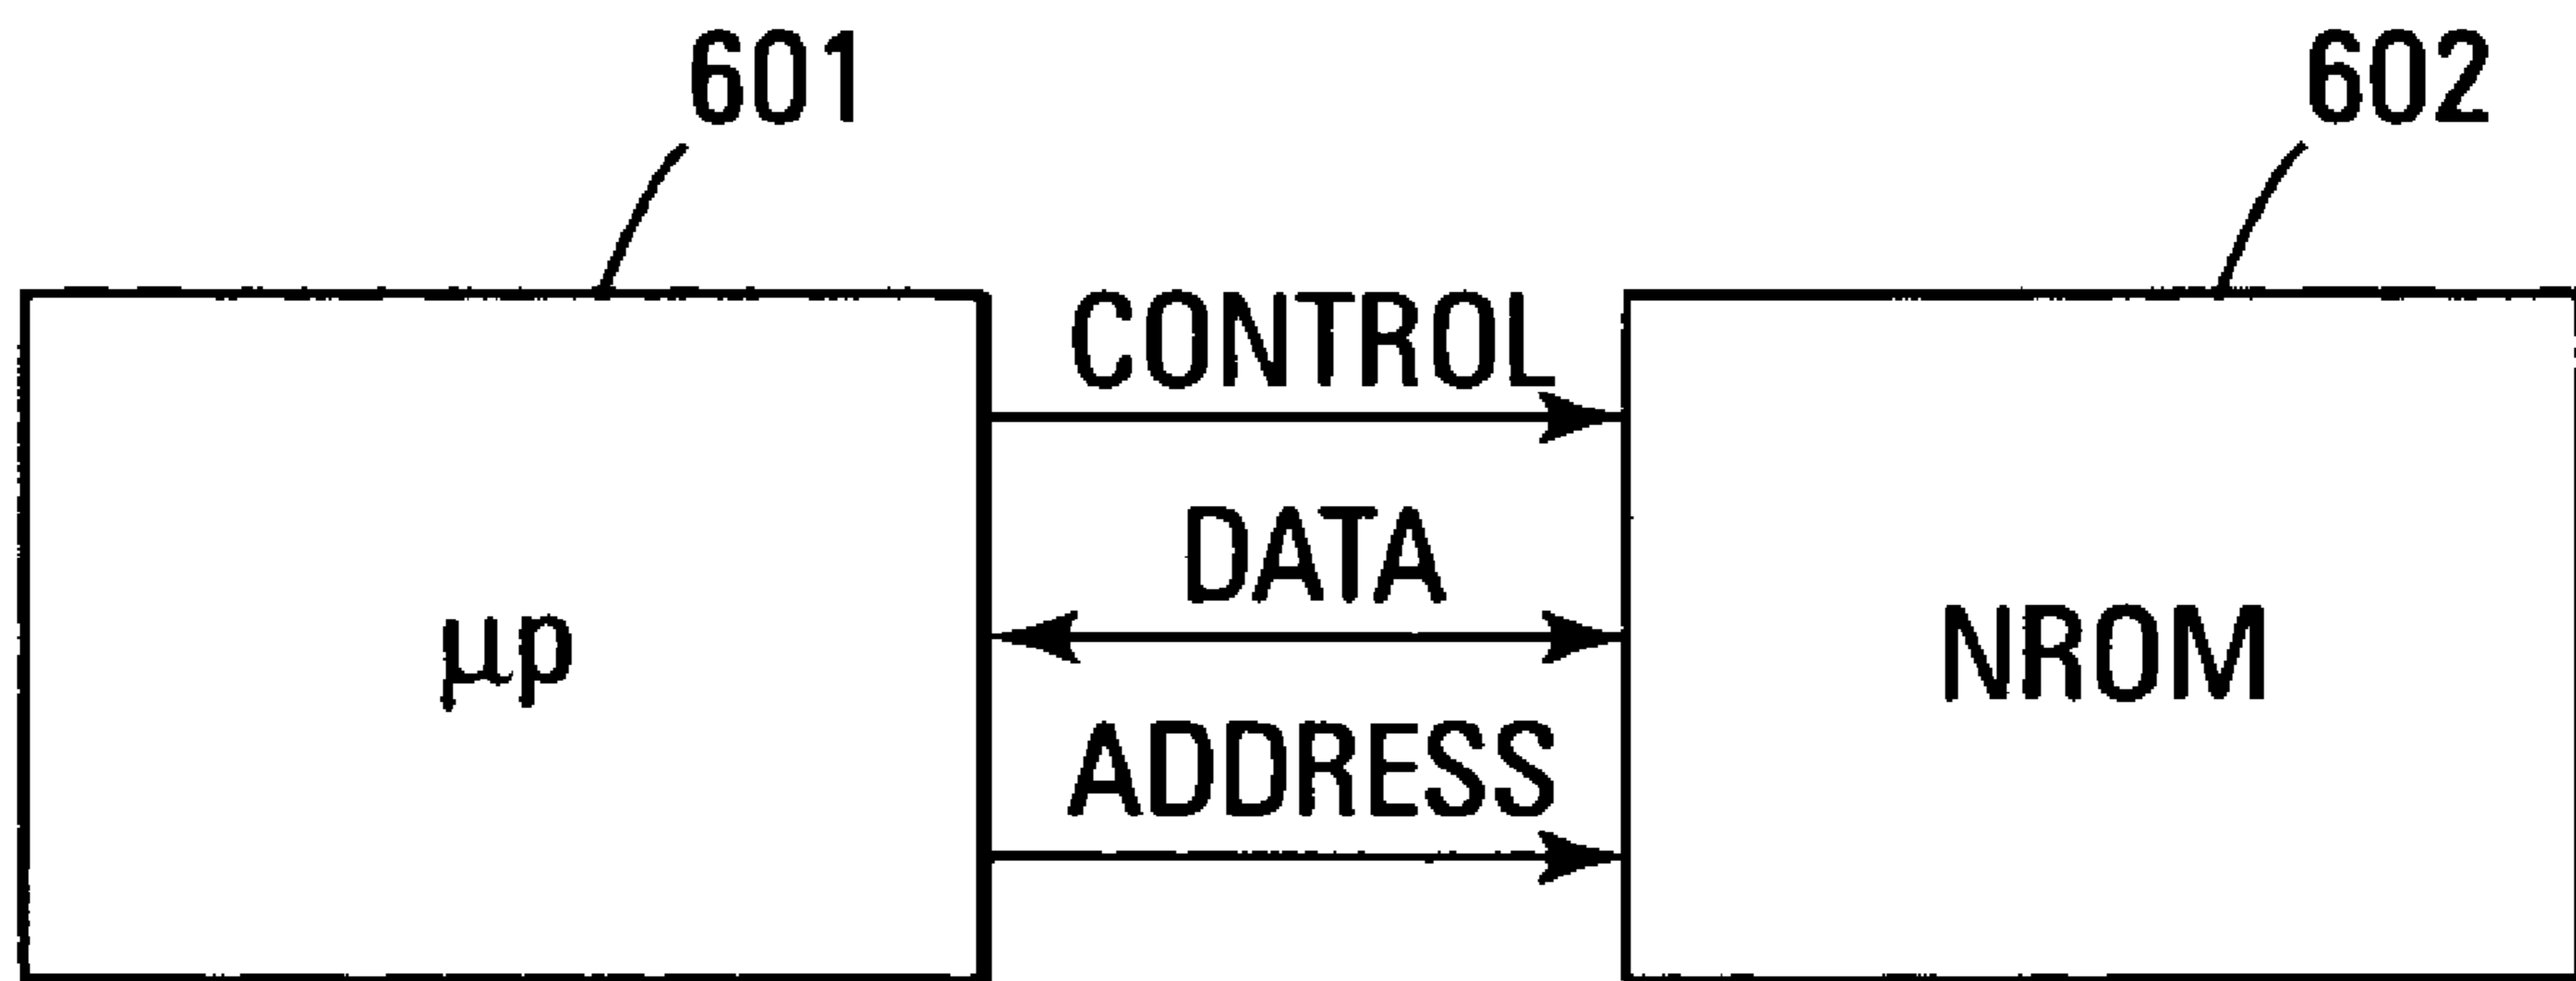 601
602
CONTROL
DATA
μp
NROM
ADDRESS